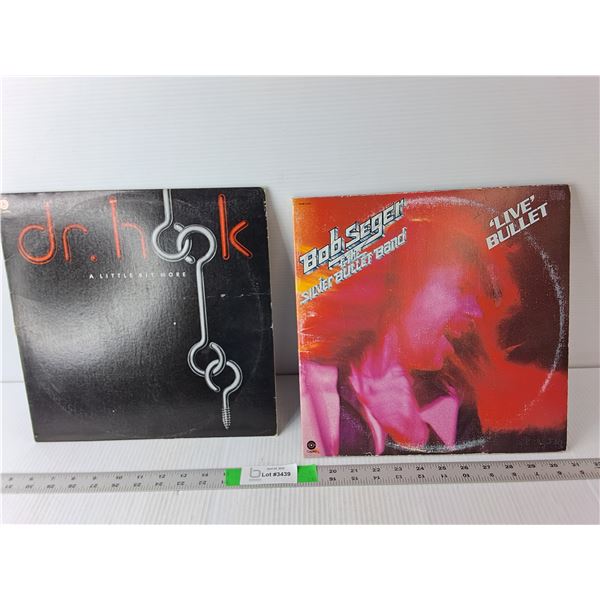 dr. hook
A LITTLE BIT MORE
Bob Seger
& The
SILVER BULLET Band
'LIVE'
BULLET
Lot #3439